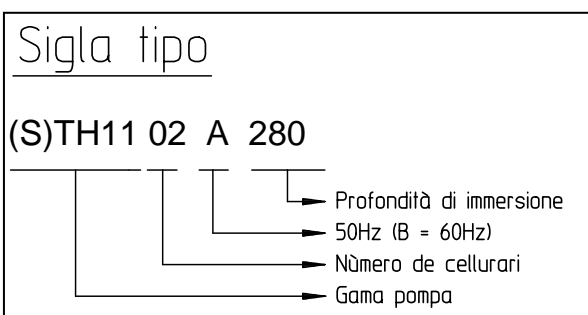 Sigla tipo
(S)TH11 02 A 280
Profondità di immersione
50Hz (B = 60Hz)
Nùmero de cellurari
Gama pompa